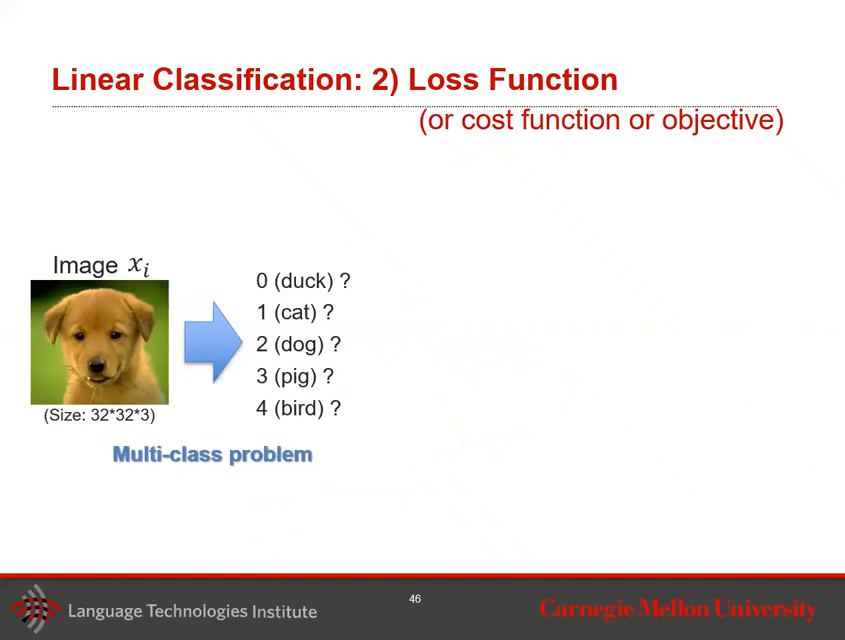 Linear Classification: 2) Loss Function
(or cost function or objective)
Image xᵢ
0 (duck) ?
1 (cat) ?
2 (dog) ?
3 (pig) ?
4 (bird) ?
(Size: 32*32*3)
Multi-class problem
46
Language Technologies Institute
Carnegie Mellon University